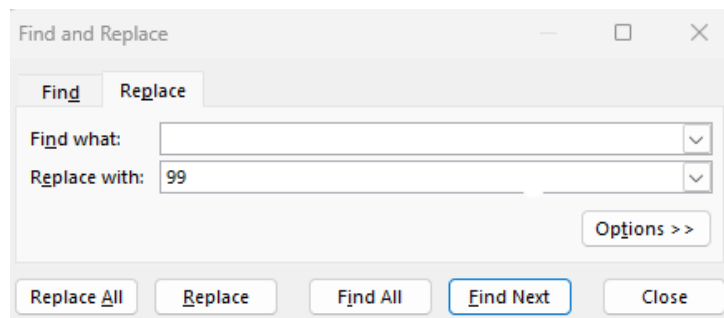 Find and Replace
Find Replace
Find what:
Replace with: 99
Options >>
Replace All Replace Find All Find Next Close